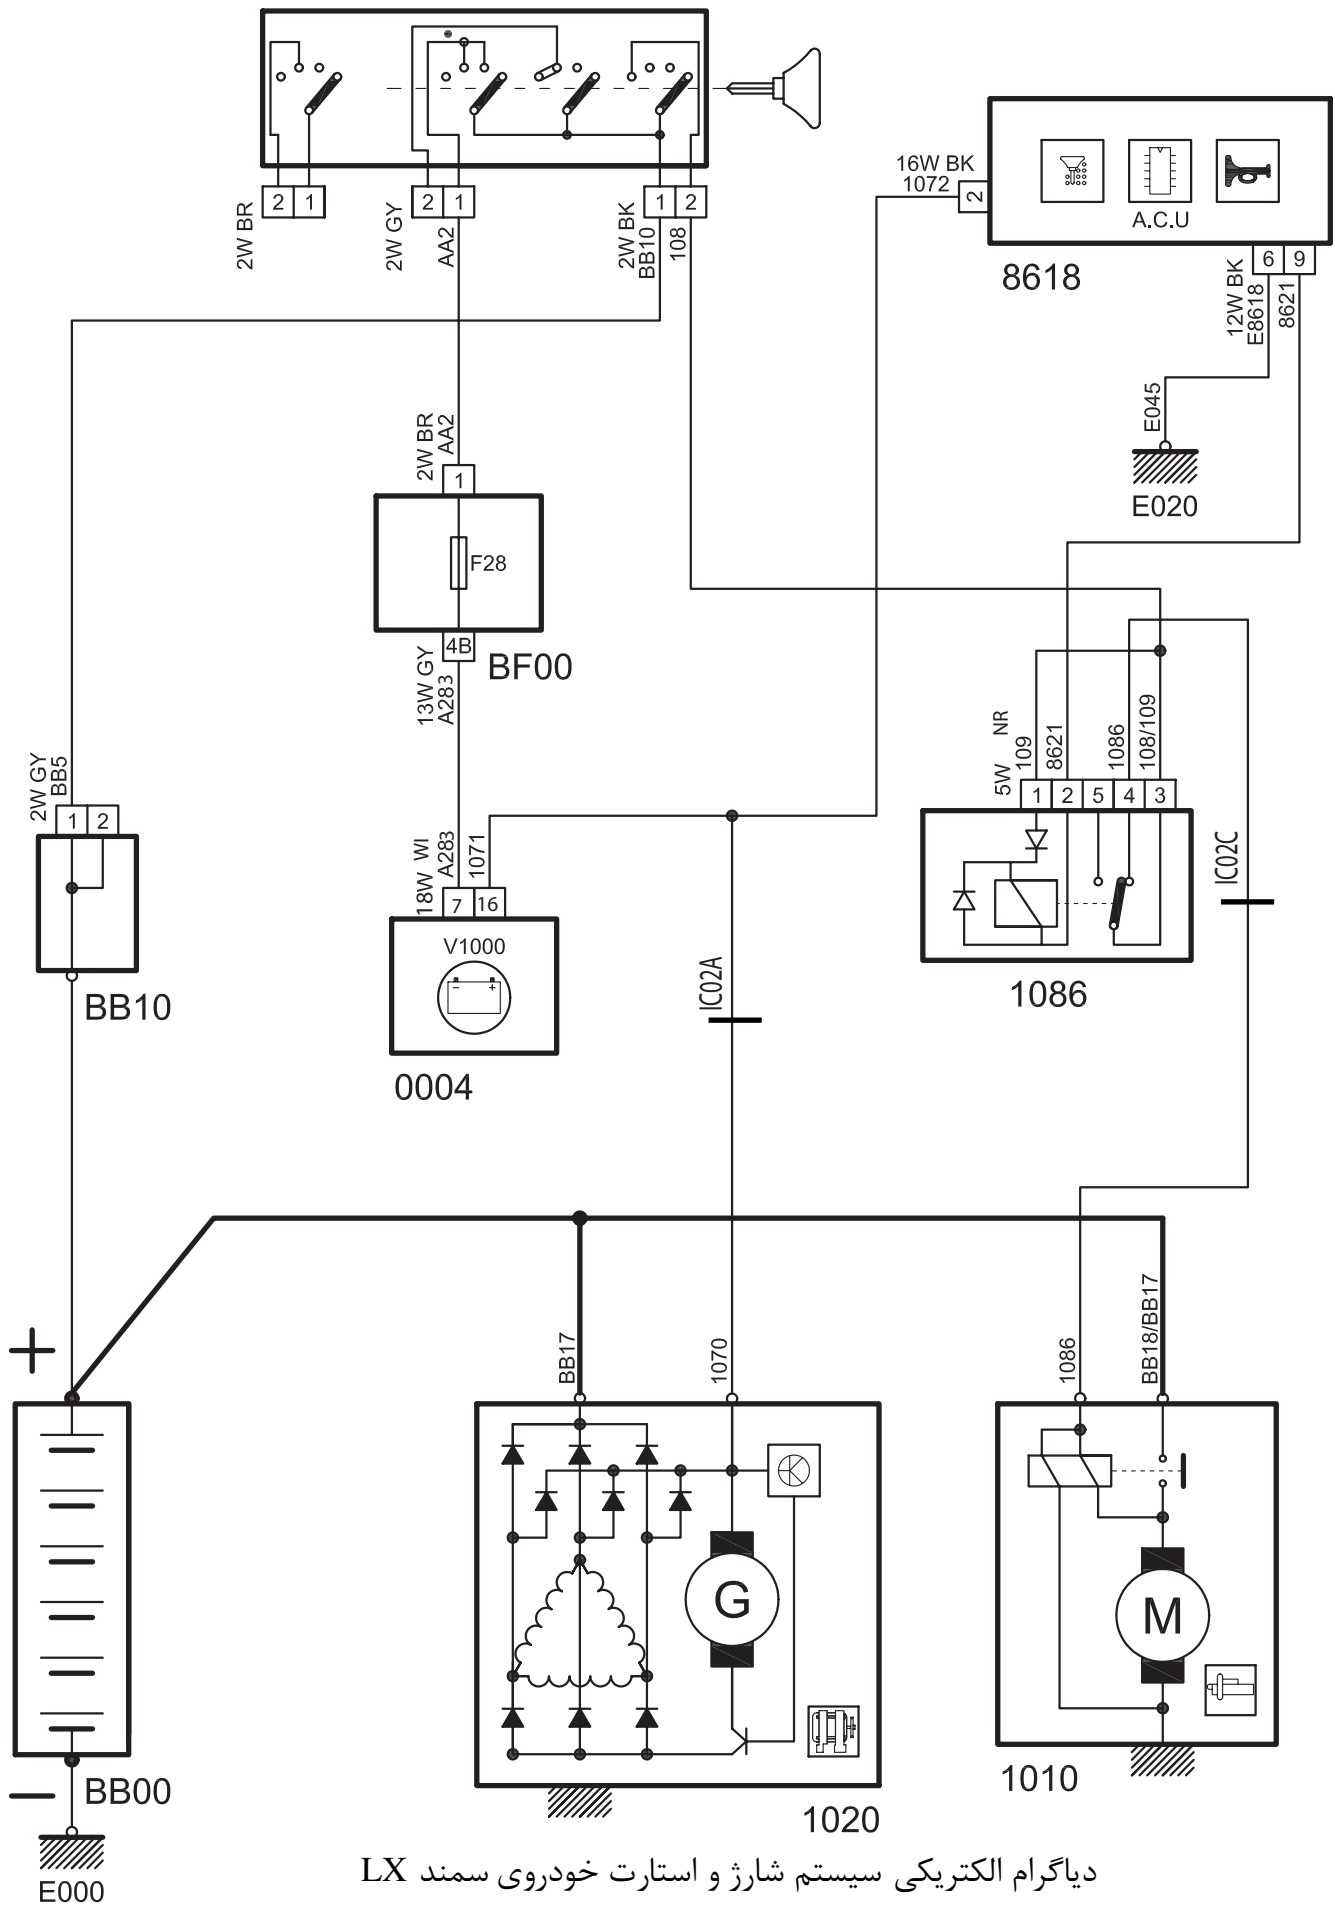 2 1
2W BR
2 1
2W GY
AA2
1 2
2W BK
BB10
108
16W BK
1072
2
A.C.U
8618
6 9
12W BK
E8618
8621
E045
E020
2W BR
AA2
1
F28
4B
BF00
13W GY
A283
2W GY
BB5
1 2
BB10
18W WI
A283
1071
7 16
V1000
- +
0004
IC02A
5W NR
109
8621
1086
108/109
1 2 5 4 3
1086
IC02C
+
BB17
1070
1086
BB18/BB17
G
M
–
BB00
E000
1020
1010
دیاگرام الکتریکی سیستم شارژ و استارت خودروی سمند LX